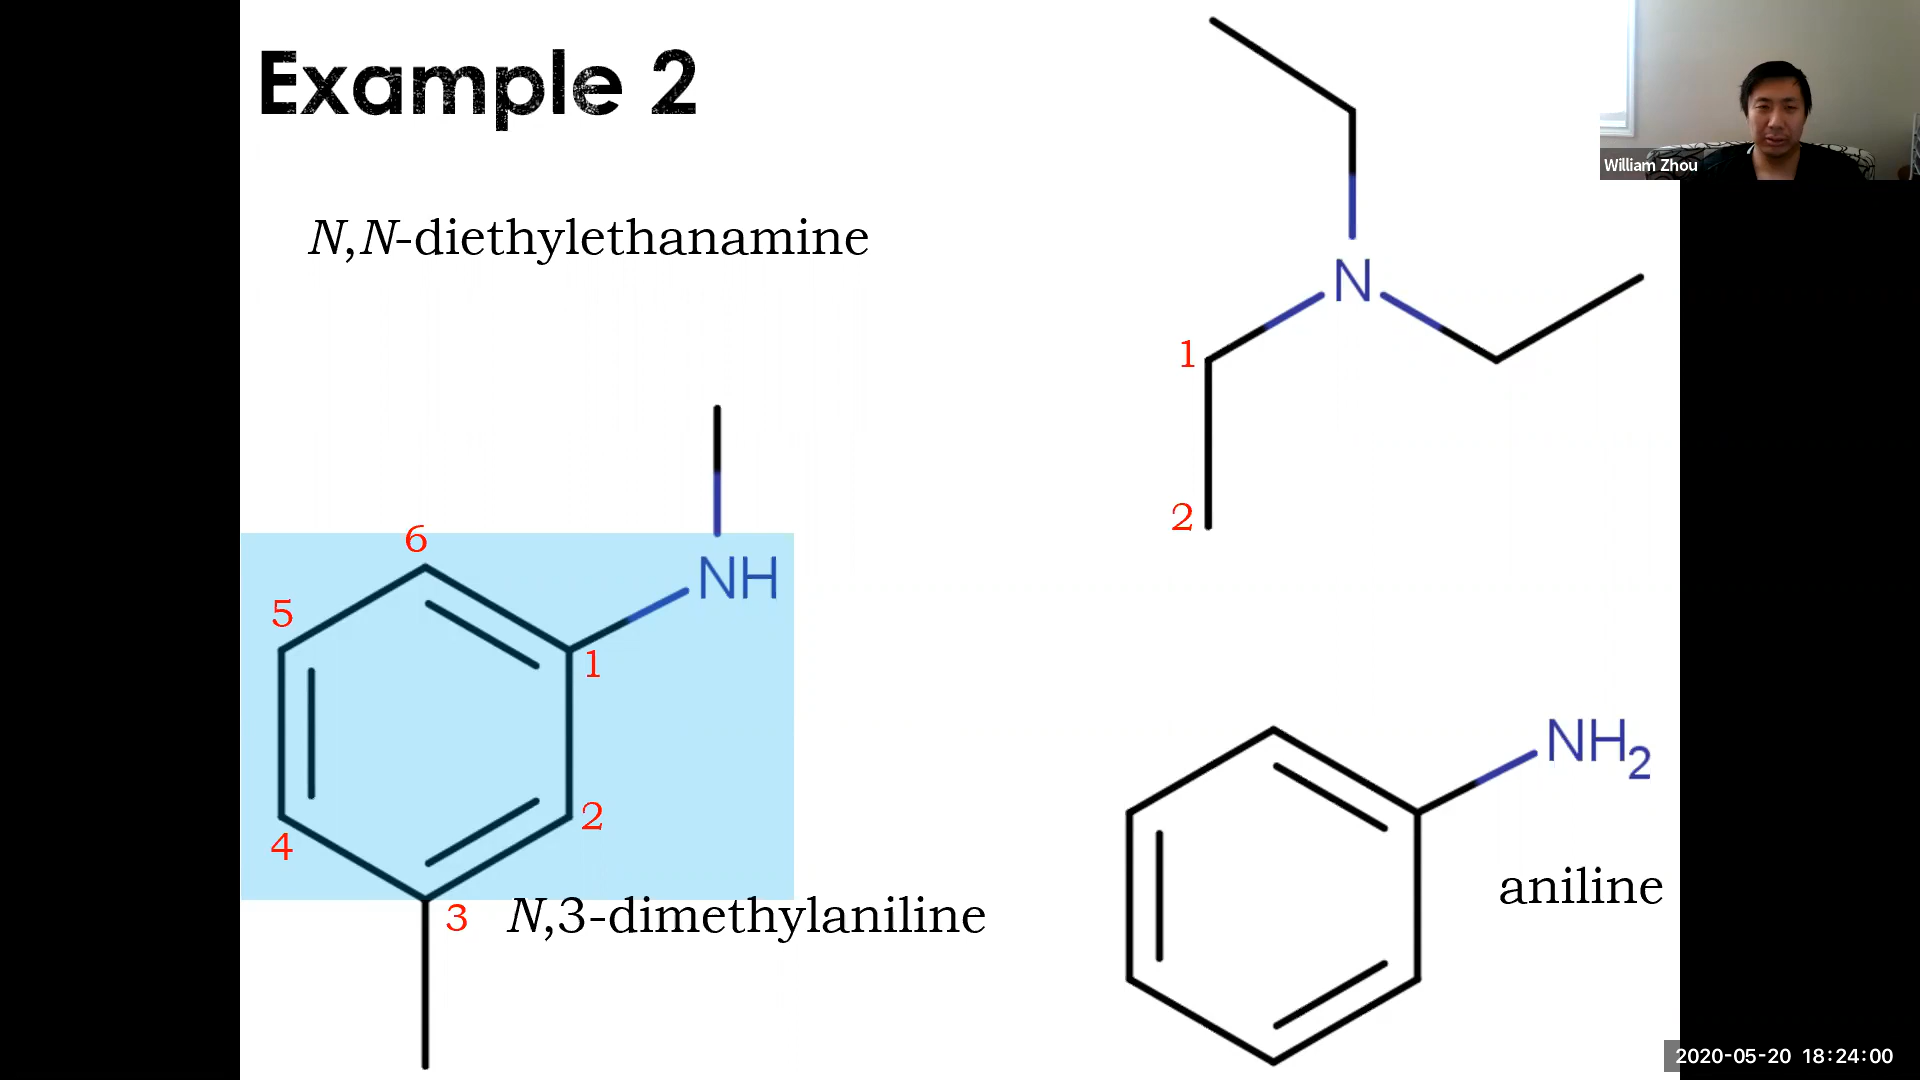 Example 2
William Zhou
N,N-diethylethanamine
N
1
2
6
NH
5
1
2
4
3
N,3-dimethylaniline
NH2
aniline
2020-05-20 18:24:00